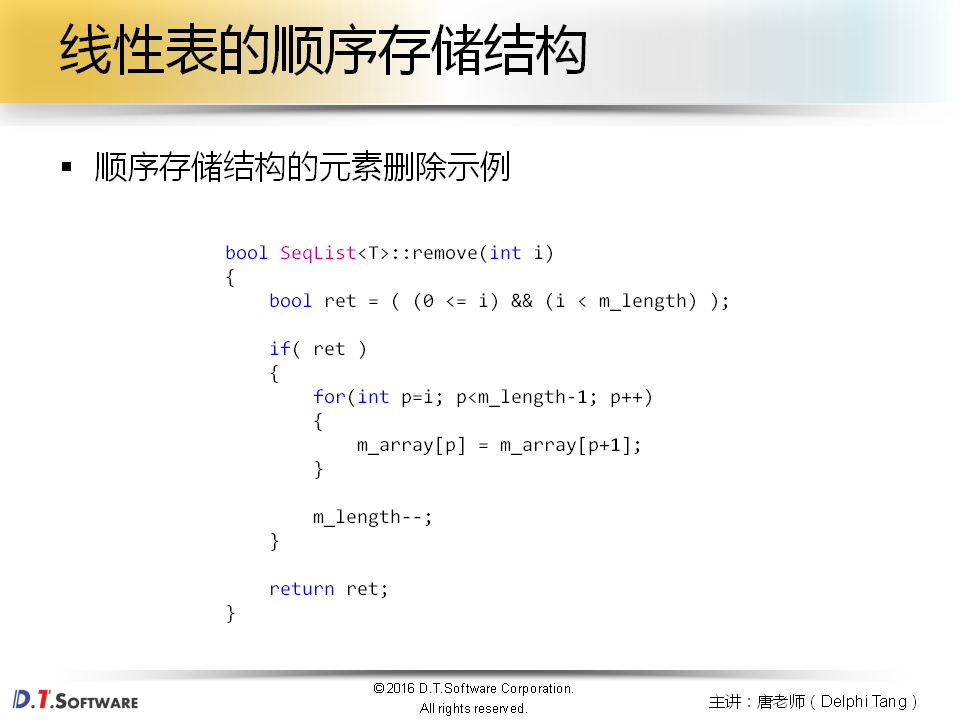 线性表的顺序存储结构
▪ 顺序存储结构的元素删除示例
bool SeqList<T>::remove(int i)
{
    bool ret = ( (0 <= i) && (i < m_length) );

    if( ret )
    {
        for(int p=i; p<m_length-1; p++)
        {
            m_array[p] = m_array[p+1];
        }

        m_length--;
    }

    return ret;
}
D.T.SOFTWARE
©2016 D.T.Software Corporation.
All rights reserved.
主讲：唐老师（Delphi Tang）